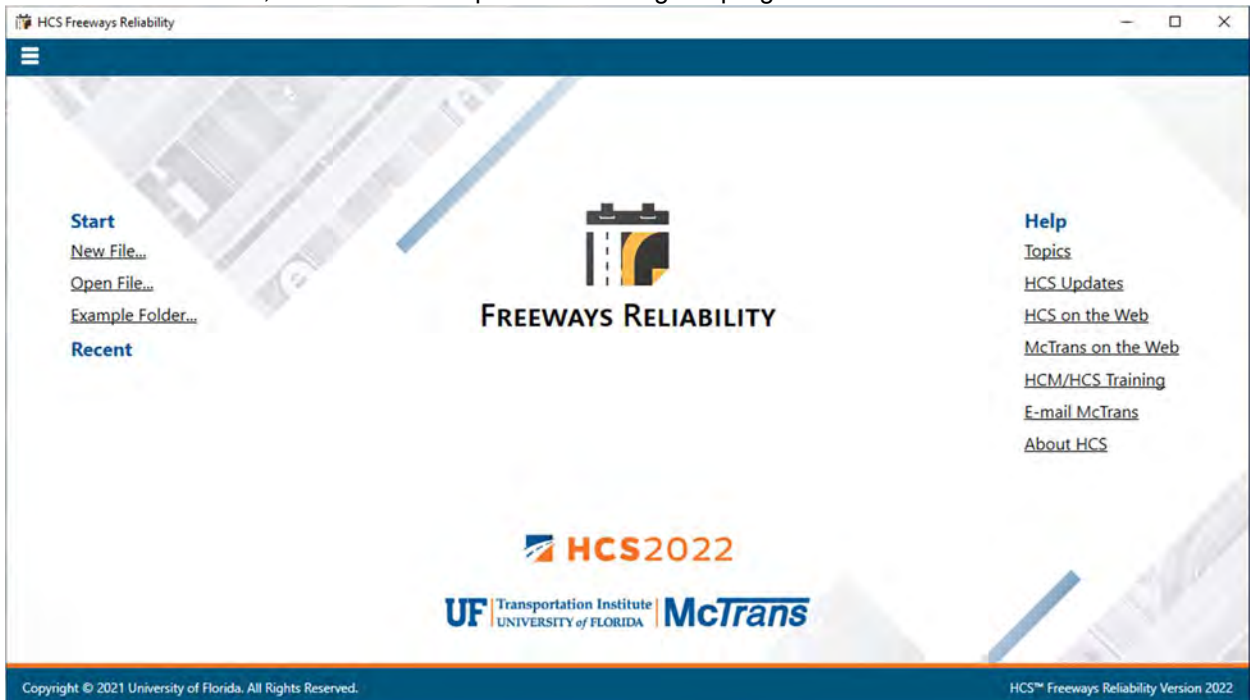 HCS Freeways Reliability
Start
New File...
Open File...
Example Folder...
Recent
FREEWAYS RELIABILITY
Help
Topics
HCS Updates
HCS on the Web
McTrans on the Web
HCM/HCS Training
E-mail McTrans
About HCS
HCS2022
UF Transportation Institute
UNIVERSITY of FLORIDA
McTrans
Copyright © 2021 University of Florida. All Rights Reserved.
HCS™ Freeways Reliability Version 2022